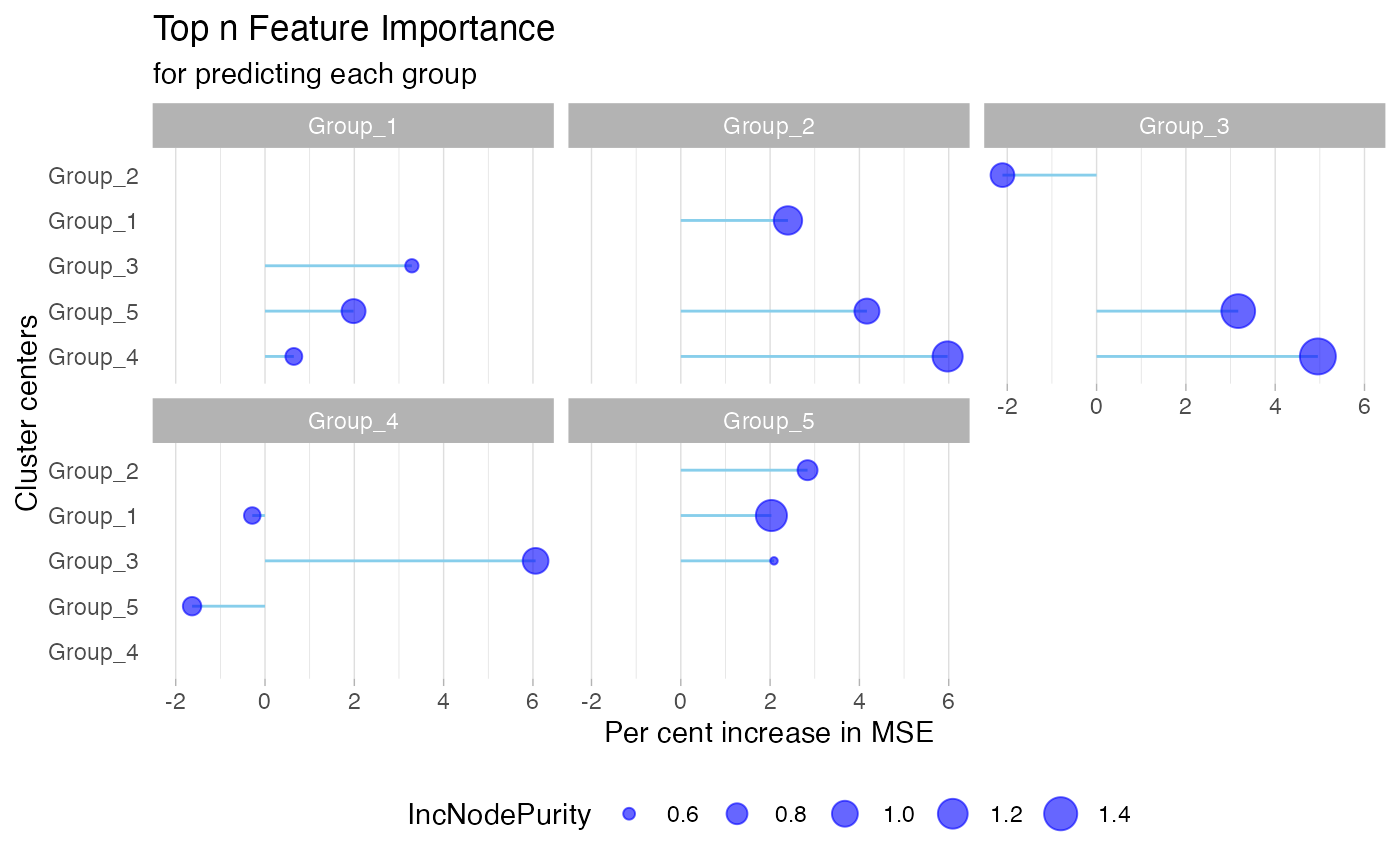 Top n Feature Importance
for predicting each group
Group_1 Group_2 Group_3
Group_2
Group_1
Group_3
Group_5
Group_4
-2 0 2 4 6
Cluster centers
Group_4 Group_5
Group_2
Group_1
Group_3
Group_5
Group_4
-2 0 2 4 6 -2 0 2 4 6
Per cent increase in MSE
IncNodePurity 0.6 0.8 1.0 1.2 1.4